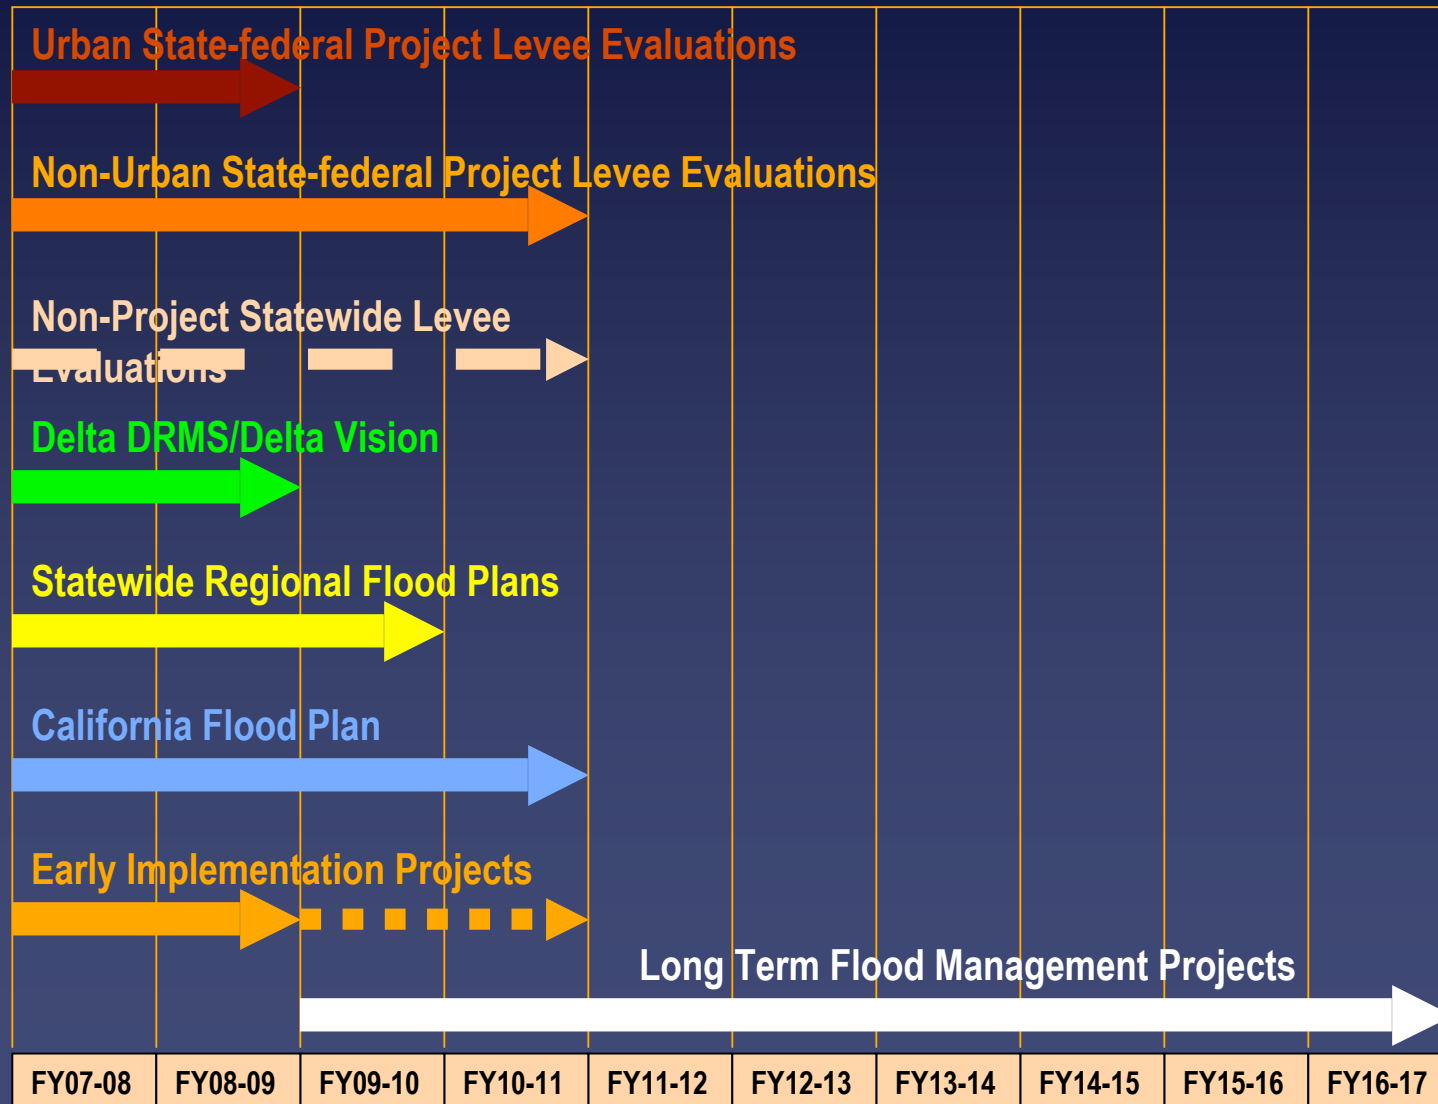 Urban State-federal Project Levee Evaluations
Non-Urban State-federal Project Levee Evaluations
Non-Project Statewide Levee
Evaluations
Delta DRMS/Delta Vision
Statewide Regional Flood Plans
California Flood Plan
Early Implementation Projects
Long Term Flood Management Projects
FY07-08 FY08-09 FY09-10 FY10-11 FY11-12 FY12-13 FY13-14 FY14-15 FY15-16 FY16-17